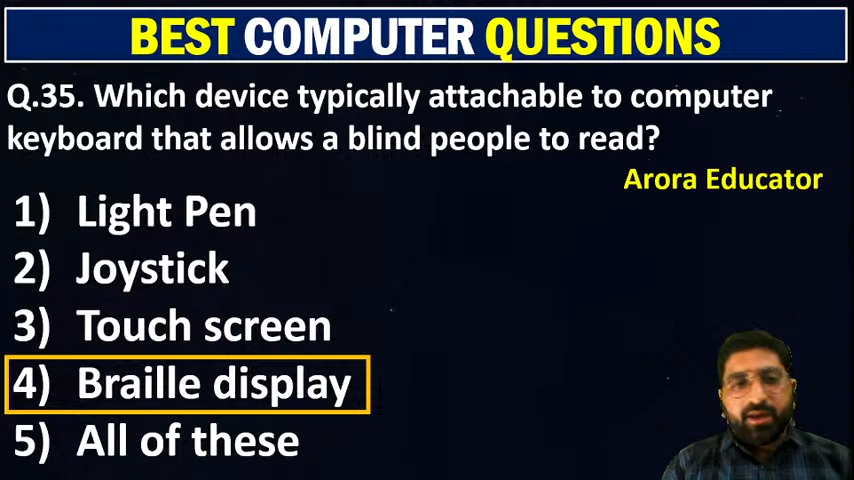 BEST COMPUTER QUESTIONS
Q.35. Which device typically attachable to computer
keyboard that allows a blind people to read?
Arora Educator
1) Light Pen
2) Joystick
3) Touch screen
4) Braille display
5) All of these